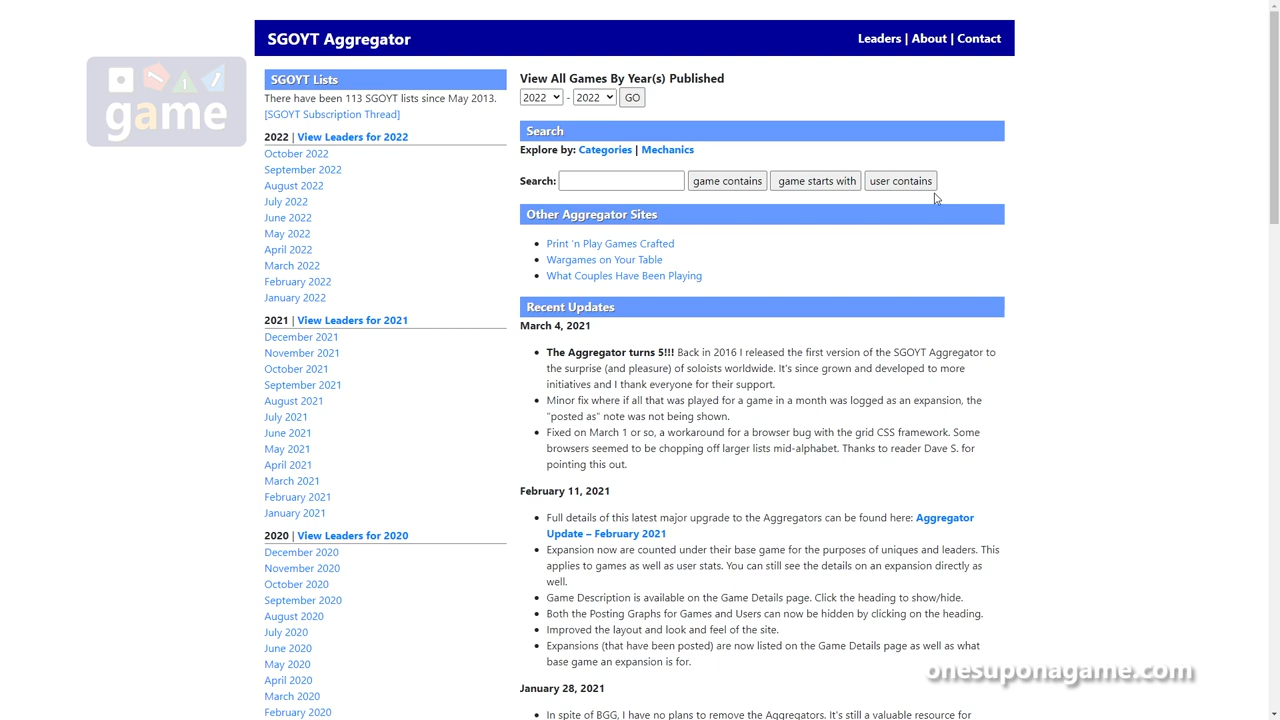 SGOYT Aggregator
Leaders | About | Contact
game
SGOYT Lists
There have been 113 SGOYT lists since May 2013.
[SGOYT Subscription Thread]
2022 | View Leaders for 2022
October 2022
September 2022
August 2022
July 2022
June 2022
May 2022
April 2022
March 2022
February 2022
January 2022
2021 | View Leaders for 2021
December 2021
November 2021
October 2021
September 2021
August 2021
July 2021
June 2021
May 2021
April 2021
March 2021
February 2021
January 2021
2020 | View Leaders for 2020
December 2020
November 2020
October 2020
September 2020
August 2020
July 2020
June 2020
May 2020
April 2020
March 2020
February 2020
View All Games By Year(s) Published
2022 - 2022 GO
Search
Explore by: Categories | Mechanics
Search: game contains game starts with user contains
Other Aggregator Sites
Print 'n Play Games Crafted
Wargames on Your Table
What Couples Have Been Playing
Recent Updates
March 4, 2021
The Aggregator turns 5!!! Back in 2016 I released the first version of the SGOYT Aggregator to
the surprise (and pleasure) of soloists worldwide. It's since grown and developed to more
initiatives and I thank everyone for their support.
Minor fix where if all that was played for a game in a month was logged as an expansion, the
"posted as" note was not being shown.
Fixed on March 1 or so, a workaround for a browser bug with the grid CSS framework. Some
browsers seemed to be chopping off larger lists mid-alphabet. Thanks to reader Dave S. for
pointing this out.
February 11, 2021
Full details of this latest major upgrade to the Aggregators can be found here: Aggregator
Update – February 2021
Expansion now are counted under their base game for the purposes of uniques and leaders. This
applies to games as well as user stats. You can still see the details on an expansion directly as
well.
Game Description is available on the Game Details page. Click the heading to show/hide.
Both the Posting Graphs for Games and Users can now be hidden by clicking on the heading.
Improved the layout and look and feel of the site.
Expansions (that have been posted) are now listed on the Game Details page as well as what
base game an expansion is for.
January 28, 2021
In spite of BGG, I have no plans to remove the Aggregators. It's still a valuable resource for
onesuponagame.com